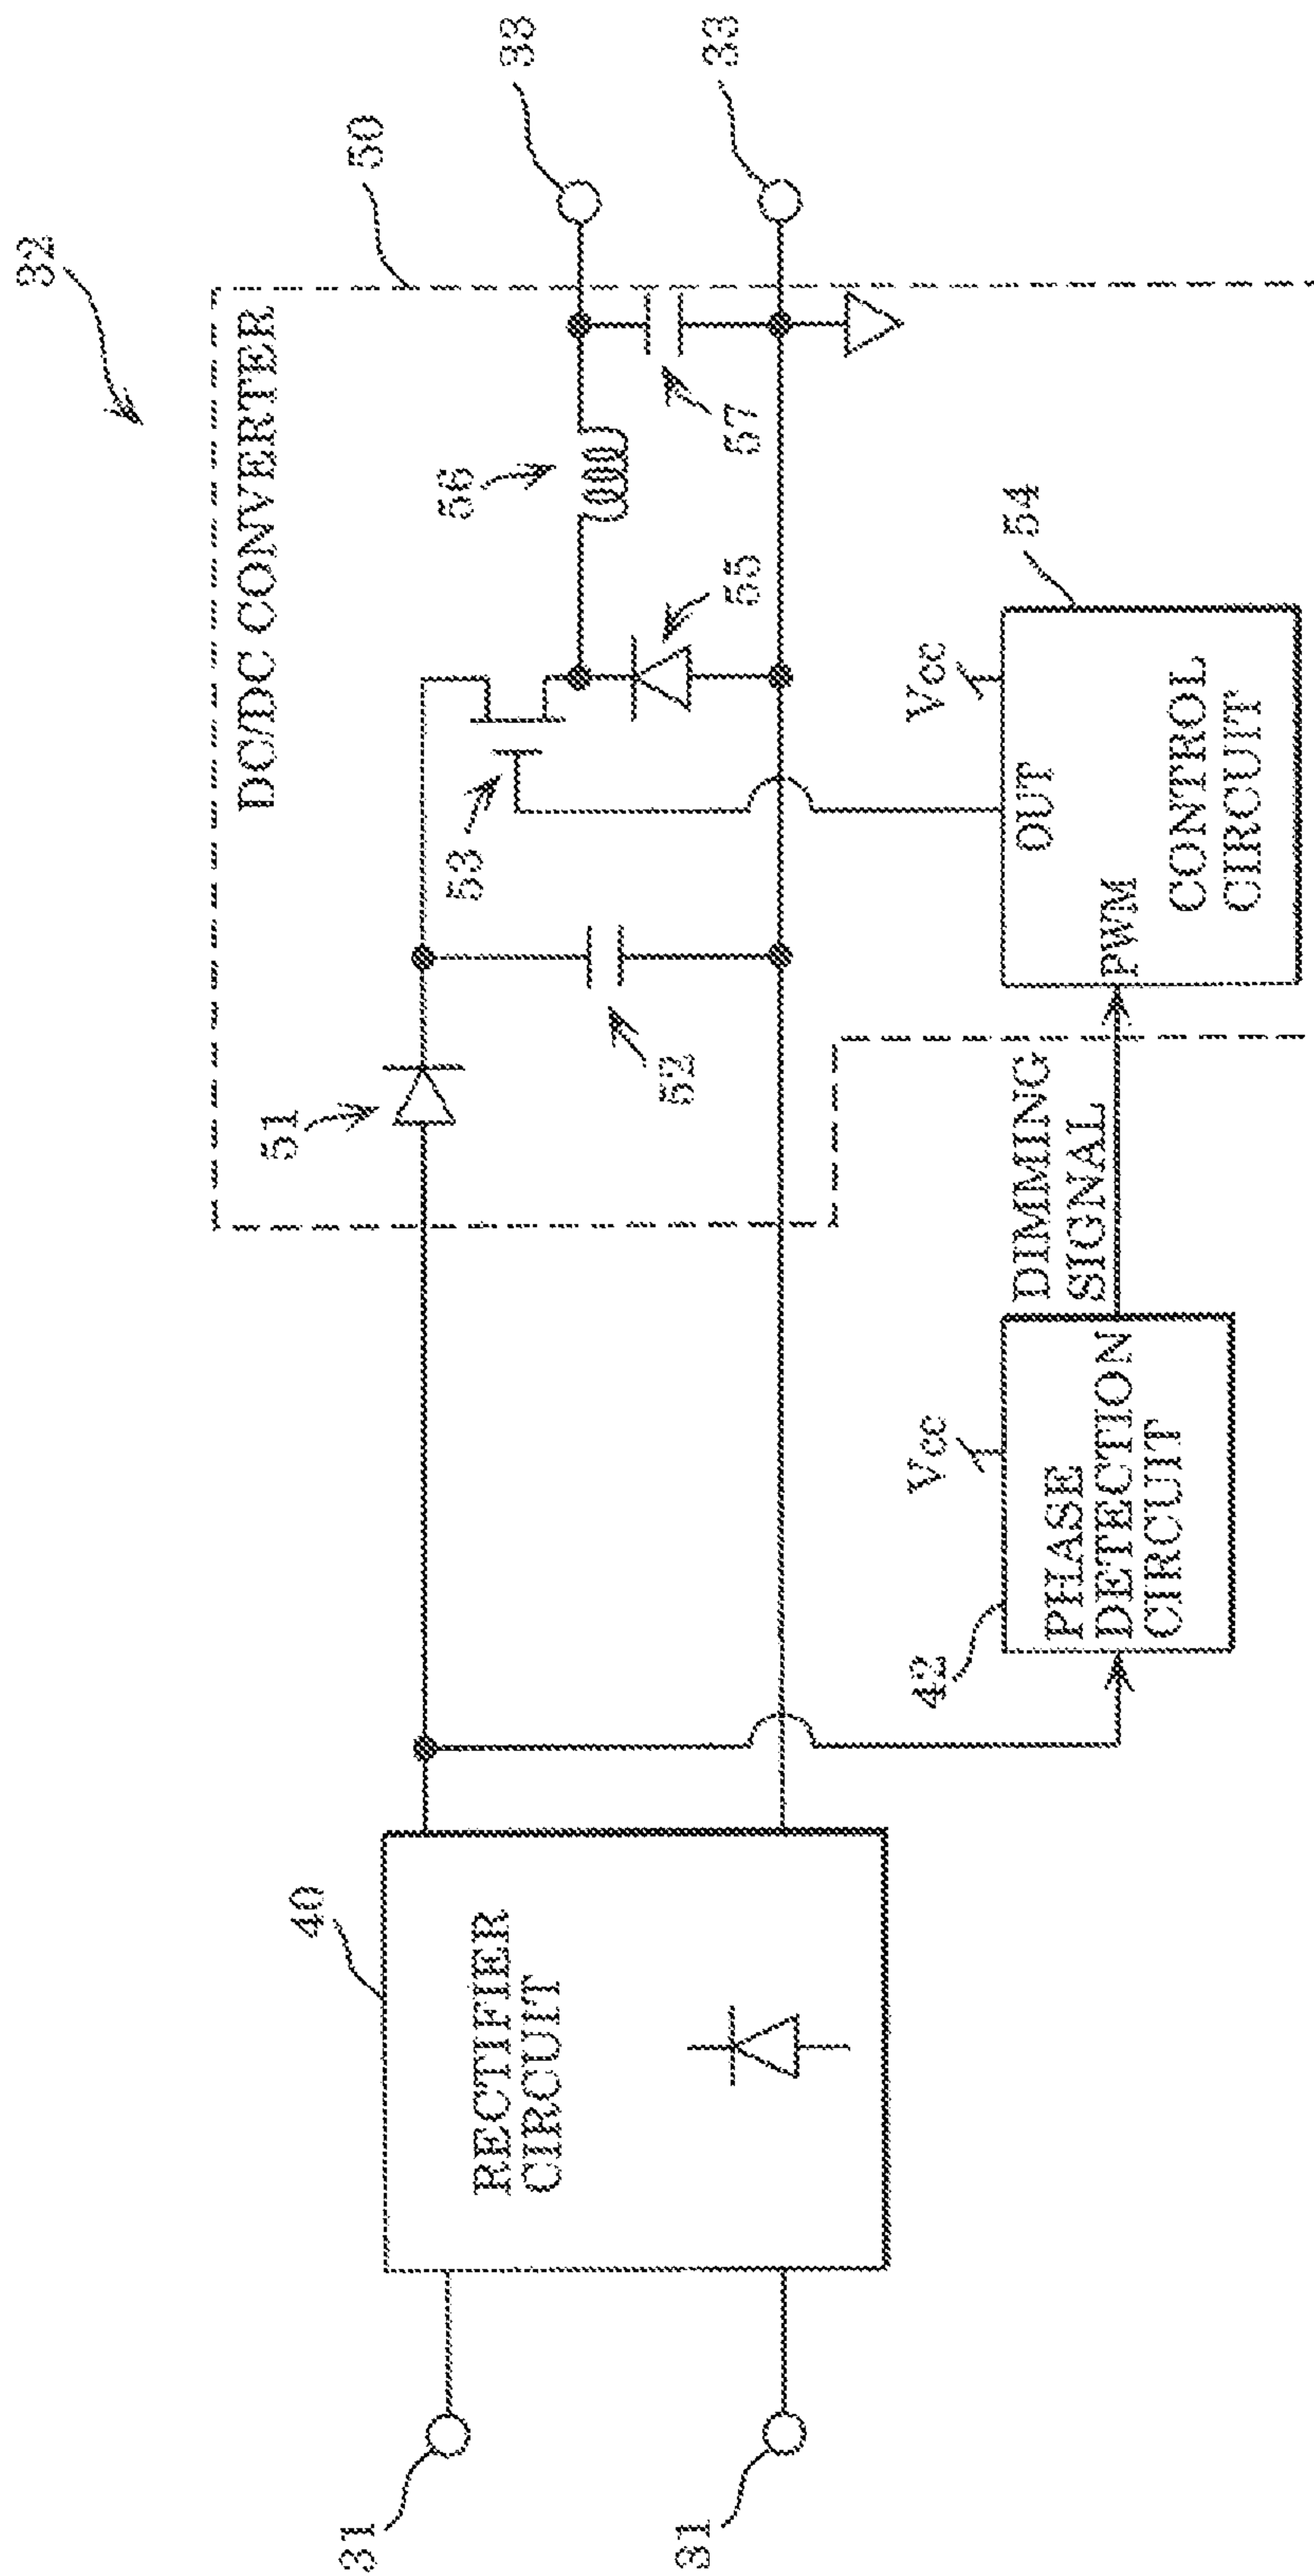 32
50
DC/DC CONVERTER
33
33
56
57
51
53
55
52
40
RECTIFIER
CIRCUIT
31
31
42
Vcc
PHASE
DETECTION
CIRCUIT
DIMMING
SIGNAL
54
Vcc
OUT
PWM
CONTROL
CIRCUIT